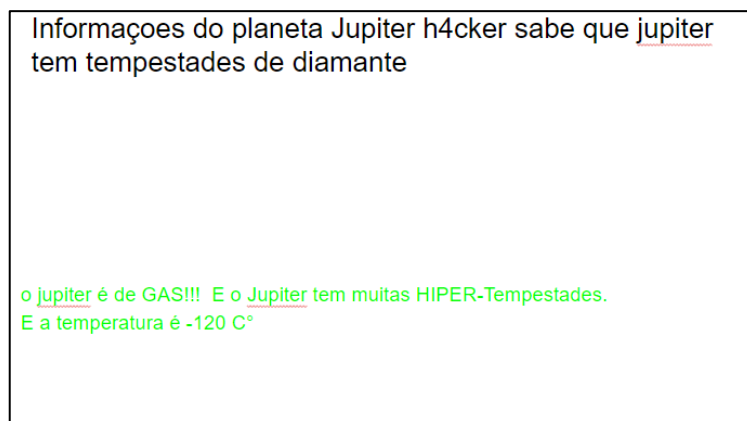 Informaçoes do planeta Jupiter h4cker sabe que jupiter
tem tempestades de diamante
o jupiter é de GAS!!! E o Jupiter tem muitas HIPER-Tempestades.
E a temperatura é -120 C°